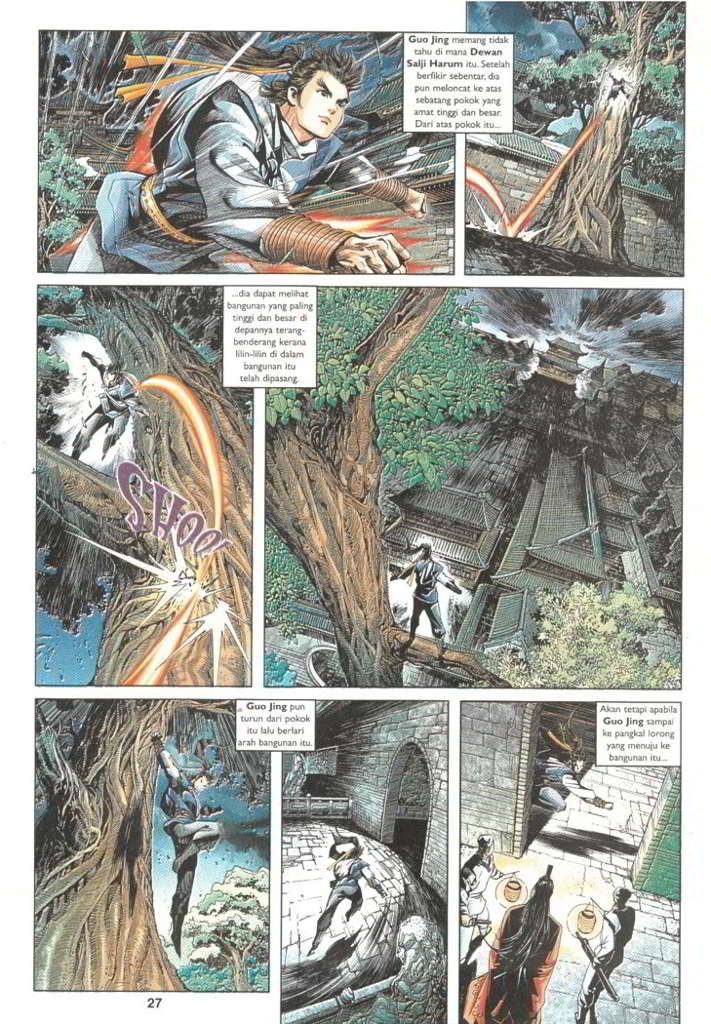 Guo Jing memang tidak
tahu di mana Dewan
Salji Harum itu. Setelah
berfikir sebentar, dia
pun meloncat ke atas
sebatang pokok yang
amat tinggi dan besar.
Dari atas pokok itu...
...dia dapat melihat
bangunan yang paling
tinggi dan besar di
depannya terang-
benderang kerana
lilin-lilin di dalam
bangunan itu
telah dipasang.
SHOO
Guo Jing pun
turun dari pokok
itu lalu berlari
arah bangunan itu.
Akan tetapi apabila
Guo Jing sampai
ke pangkal lorong
yang menuju ke
bangunan itu...
27